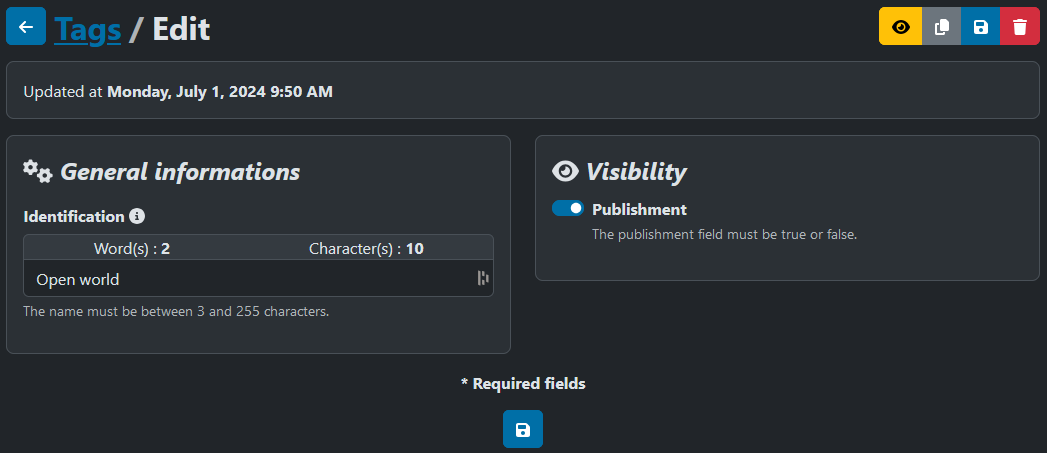 Tags / Edit
Updated at Monday, July 1, 2024 9:50 AM
General informations
Identification
Word(s) : 2 Character(s) : 10
Open world
The name must be between 3 and 255 characters.
Visibility
Publishment
The publishment field must be true or false.
* Required fields